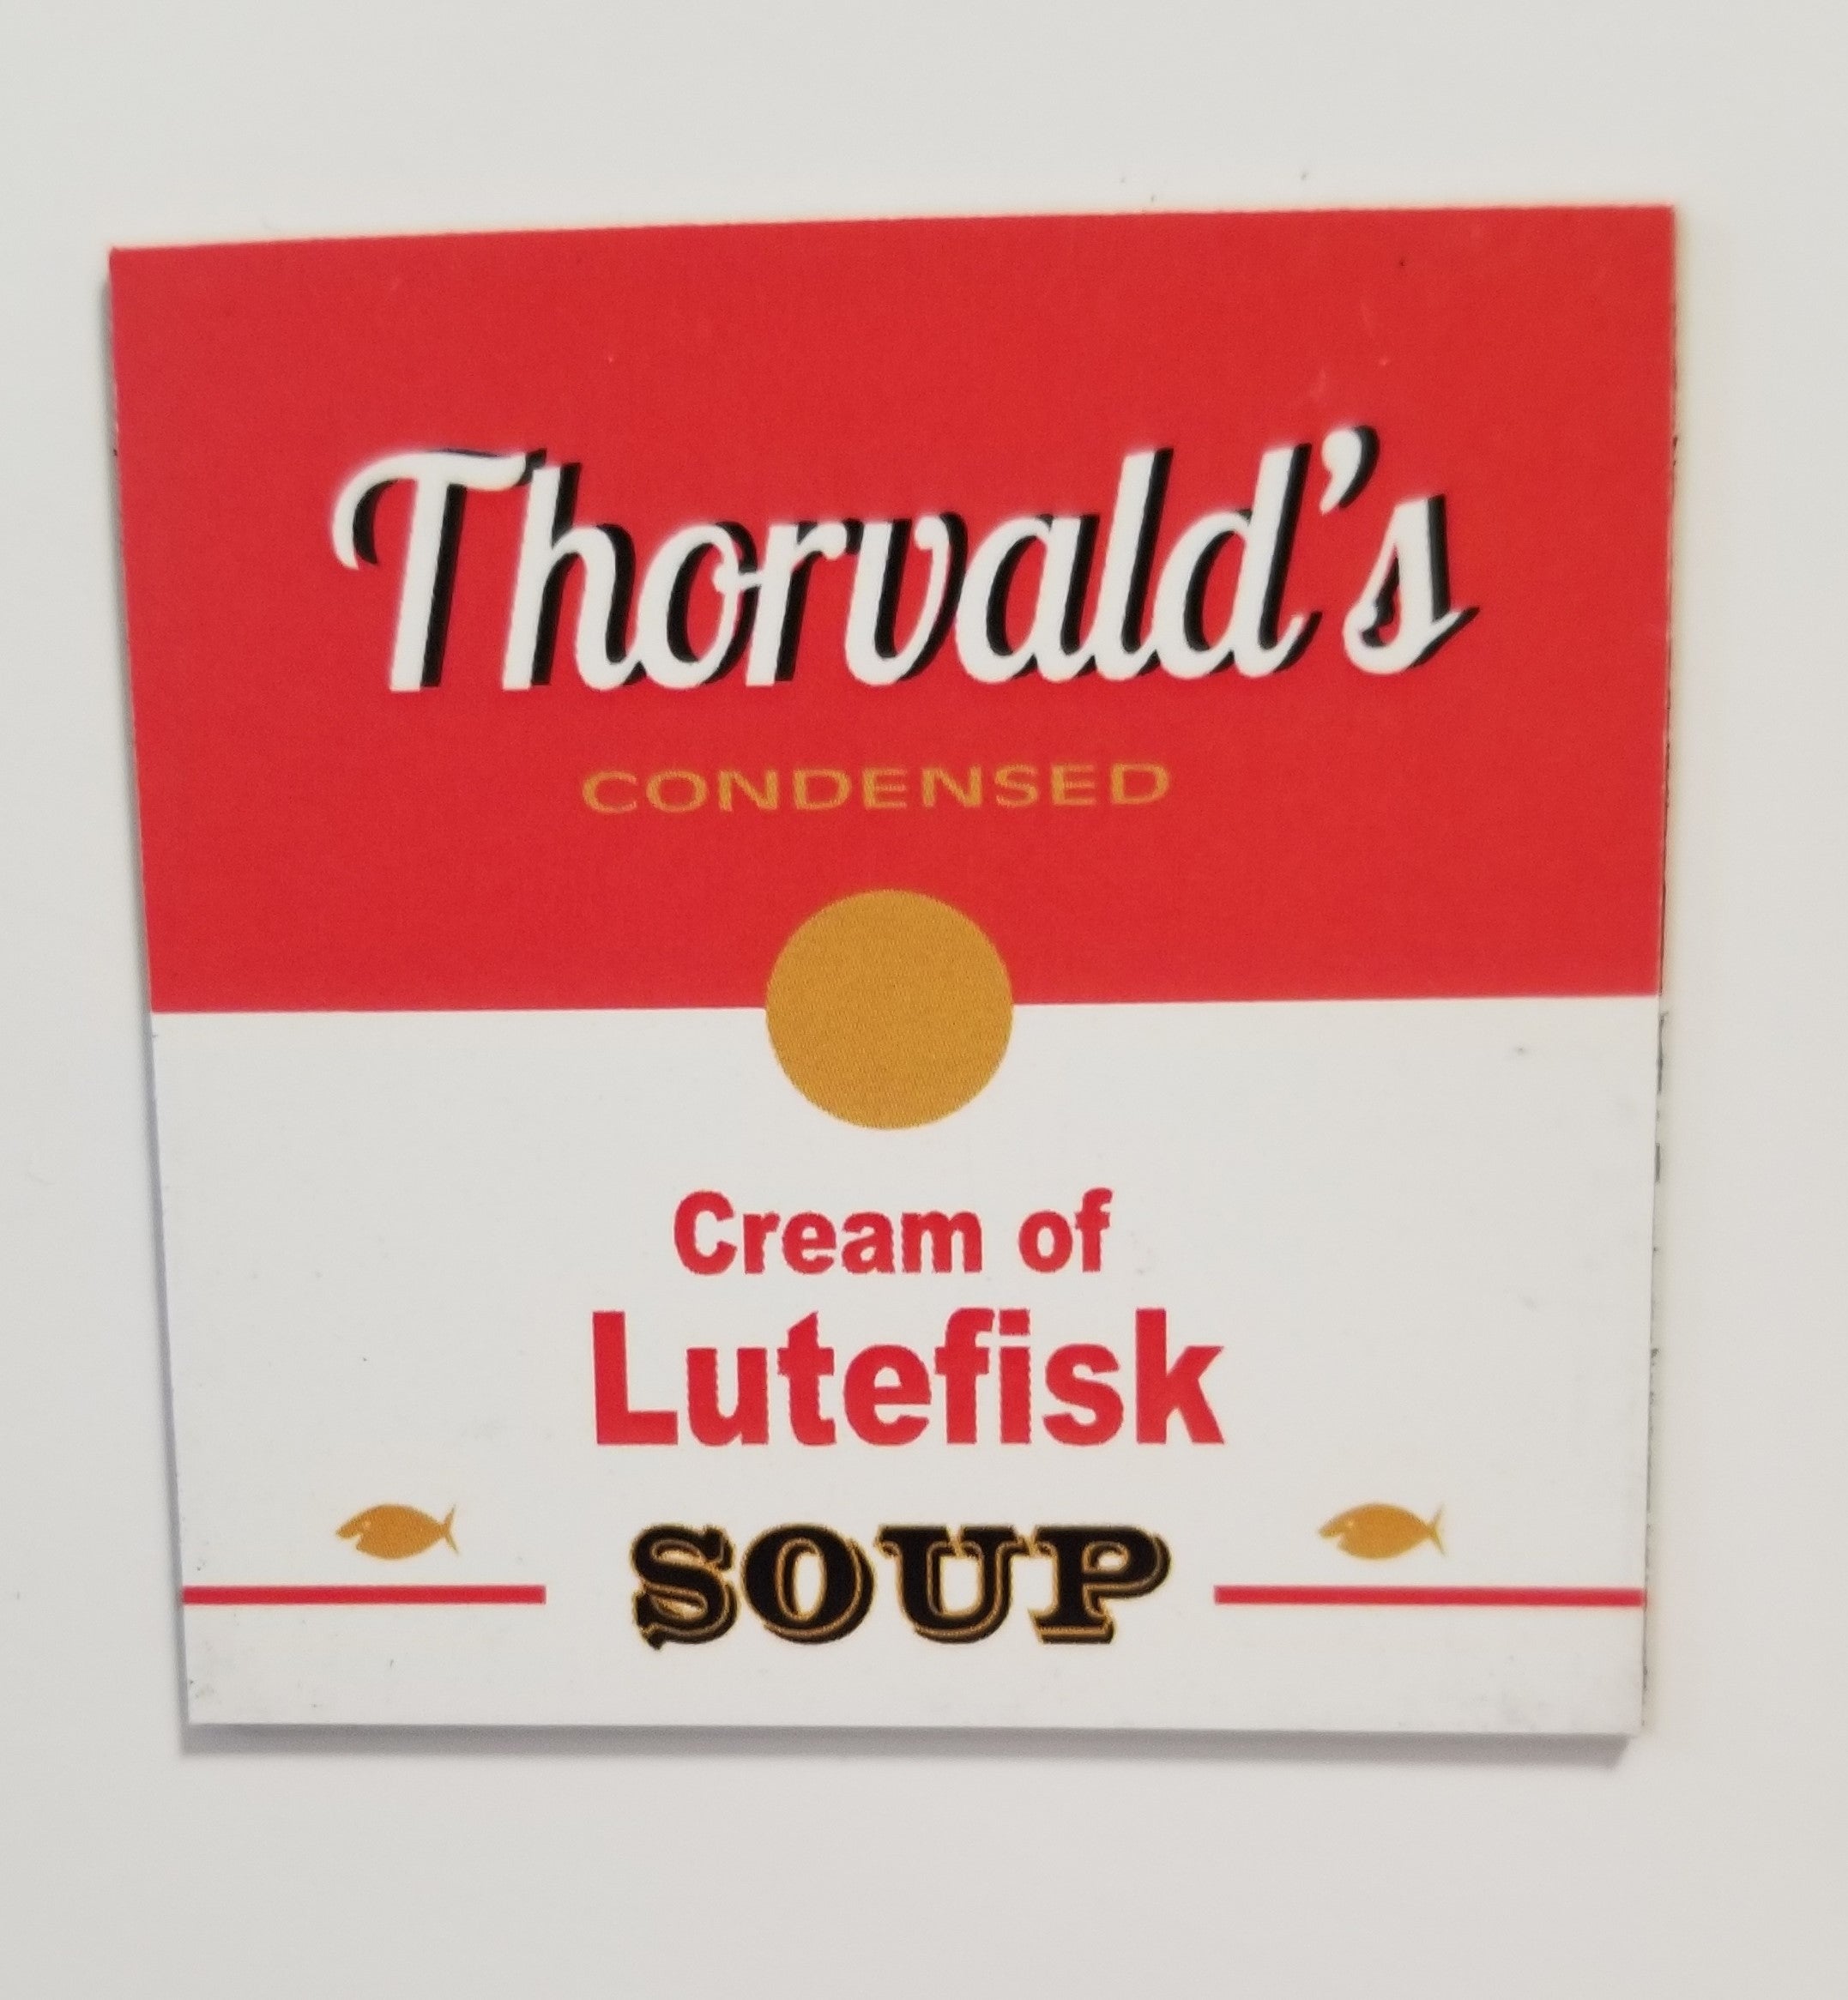 Thorvald's
CONDENSED
Cream of
Lutefisk
SOUP